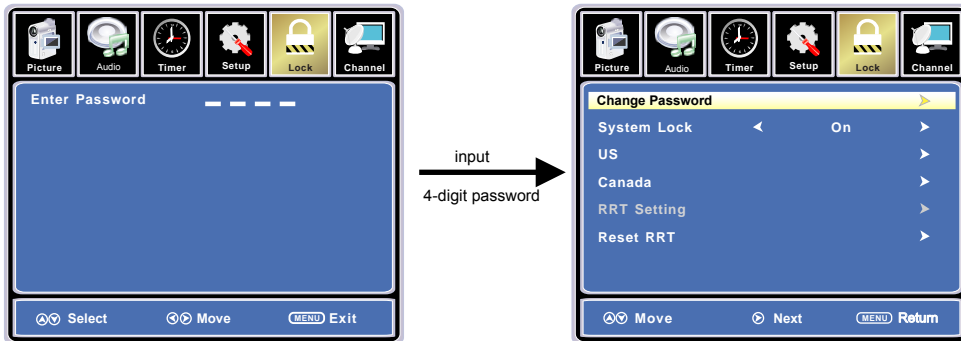 Picture Audio Timer Setup Lock Channel
Enter Password
Select Move MENU Exit
input
4-digit password
Picture Audio Timer Setup Lock Channel
Change Password
System Lock On
US
Canada
RRT Setting
Reset RRT
Move Next MENU Return